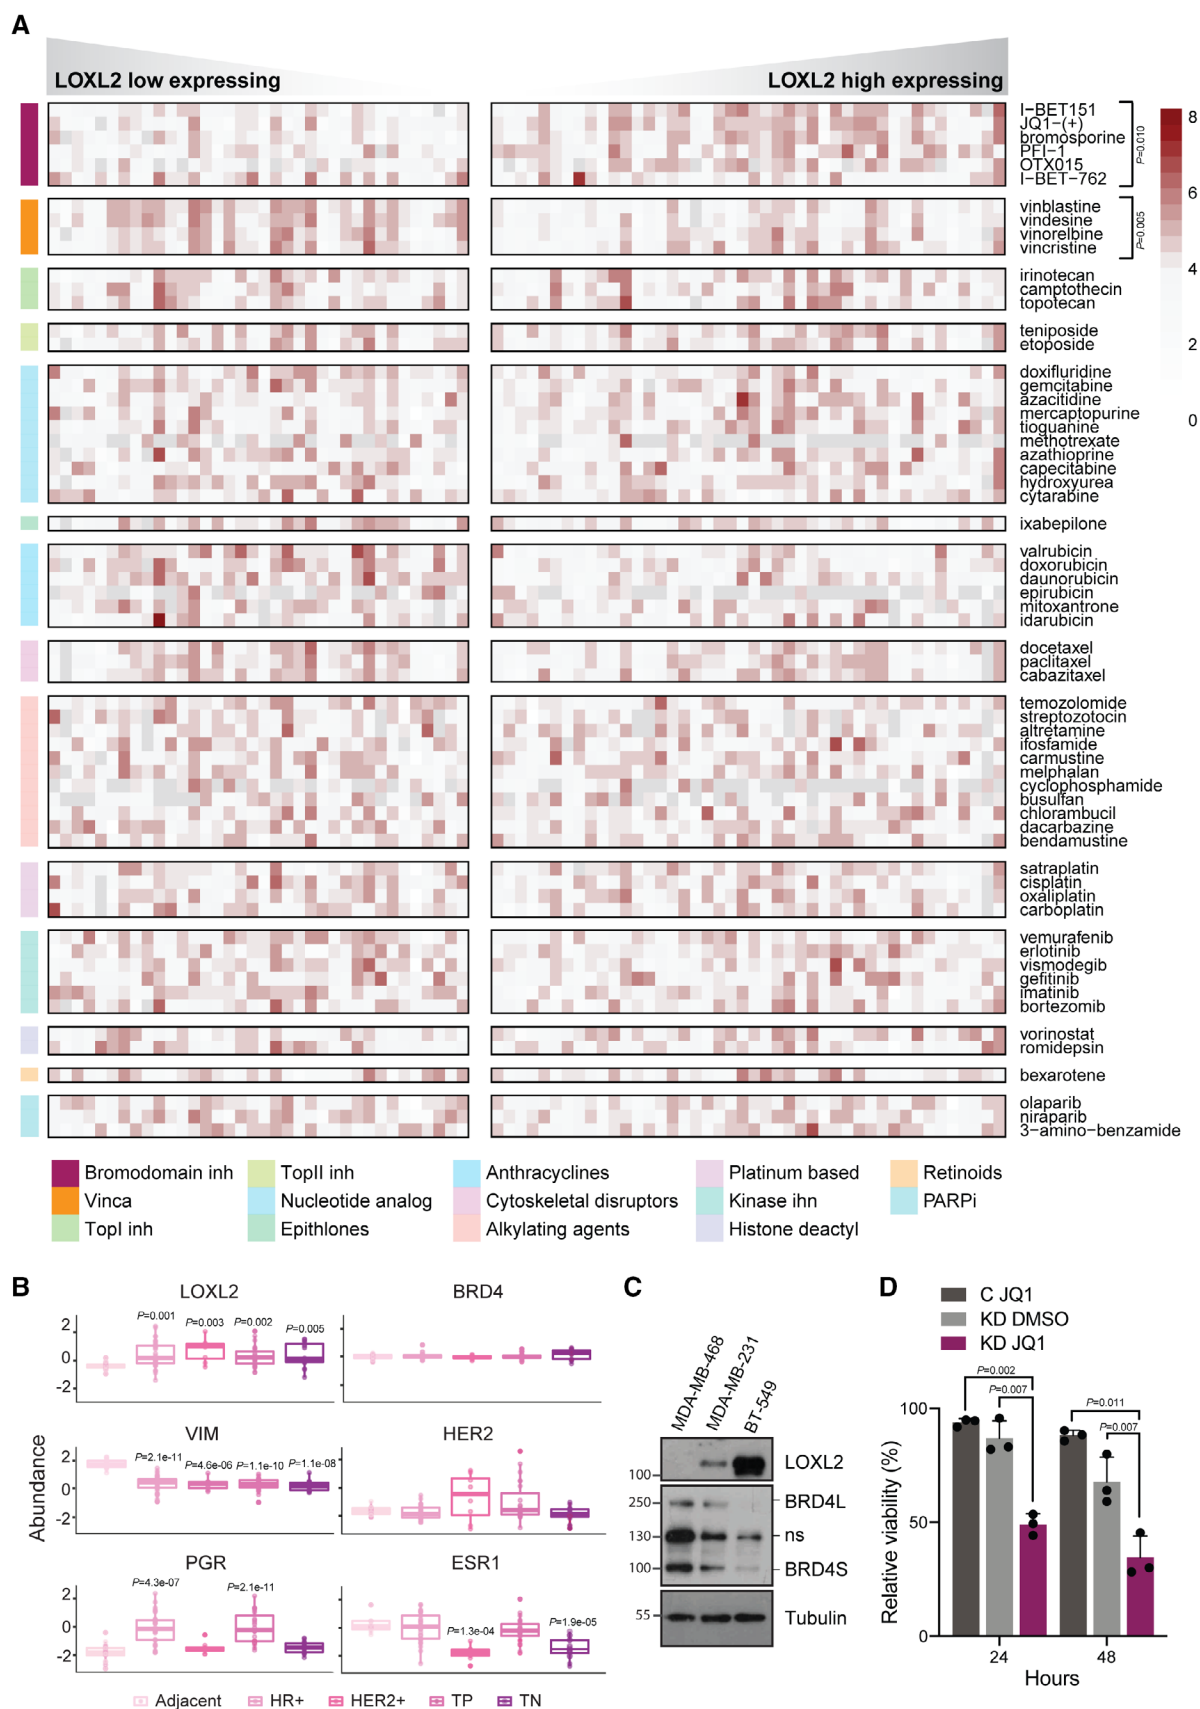 A
LOXL2 low expressing
LOXL2 high expressing
I-BET151
JQ1-(+)
bromosporine
PFI-1
OTX015
I-BET-762
P=0.010
vinblastine
vindesine
vinorelbine
vincristine
P=0.005
irinotecan
camptothecin
topotecan
teniposide
etoposide
doxifluridine
gemcitabine
azacitidine
mercaptopurine
tioguanine
methotrexate
azathioprine
capecitabine
hydroxyurea
cytarabine
ixabepilone
valrubicin
doxorubicin
daunorubicin
epirubicin
mitoxantrone
idarubicin
docetaxel
paclitaxel
cabazitaxel
temozolomide
streptozotocin
altretamine
ifosfamide
carmustine
melphalan
cyclophosphamide
busulfan
chlorambucil
dacarbazine
bendamustine
satraplatin
cisplatin
oxaliplatin
carboplatin
vemurafenib
erlotinib
vismodegib
gefitinib
imatinib
bortezomib
vorinostat
romidepsin
bexarotene
olaparib
niraparib
3-amino-benzamide
8
6
4
2
0
Bromodomain inh
TopII inh
Anthracyclines
Platinum based
Retinoids
Vinca
Nucleotide analog
Cytoskeletal disruptors
Kinase ihn
PARPi
TopI inh
Epithlones
Alkylating agents
Histone deactyl
B
LOXL2
BRD4
2
0
-2
P=0.001
P=0.003
P=0.002
P=0.005
VIM
HER2
2
0
-2
P=2.1e-11
P=4.6e-06
P=1.1e-10
P=1.1e-08
PGR
ESR1
2
0
-2
P=4.3e-07
P=2.1e-11
P=1.3e-04
P=1.9e-05
Abundance
Adjacent
HR+
HER2+
TP
TN
C
MDA-MB-468
MDA-MB-231
BT-549
100
LOXL2
250
BRD4L
130
ns
100
BRD4S
55
Tubulin
D
C JQ1
KD DMSO
KD JQ1
P=0.002
P=0.007
P=0.011
P=0.007
100
50
0
Relative viability (%)
24
48
Hours